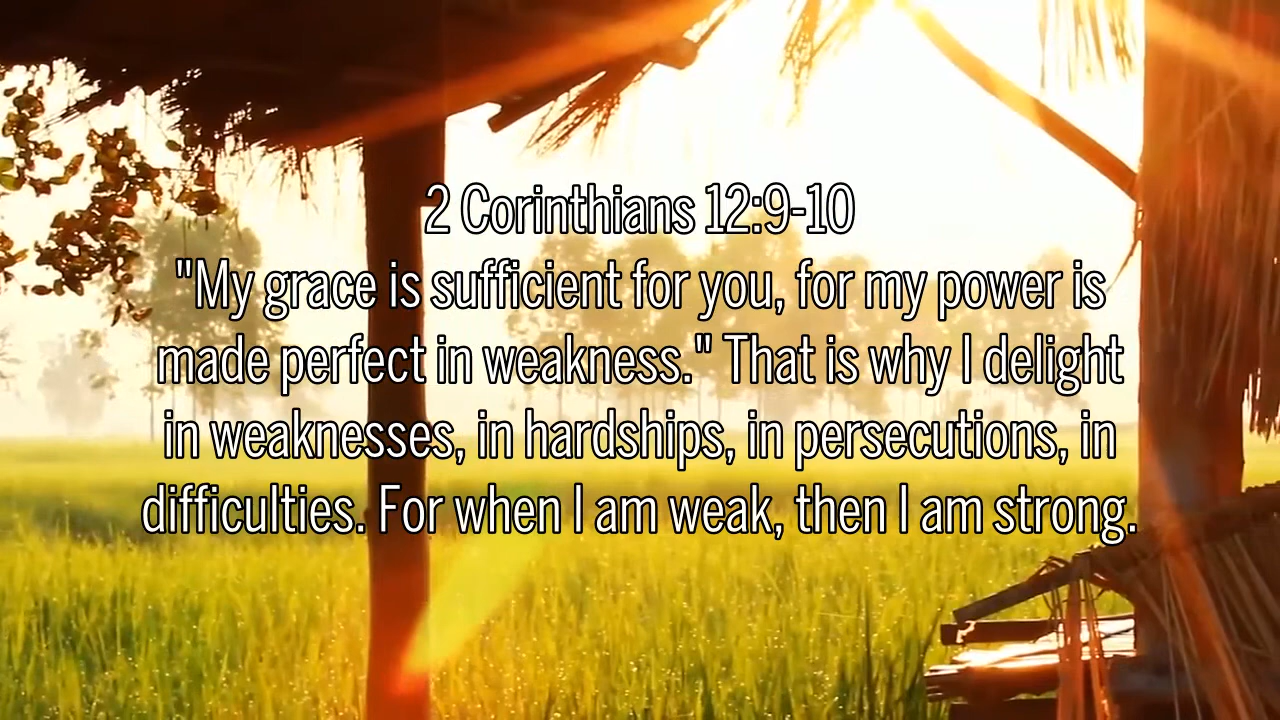 2 Corinthians 12:9-10
"My grace is sufficient for you, for my power is
made perfect in weakness." That is why I delight
in weaknesses, in hardships, in persecutions, in
difficulties. For when I am weak, then I am strong.